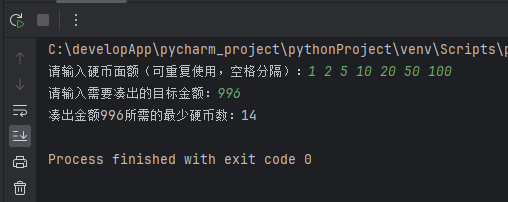 C:\developApp\pycharm_project\pythonProject\venv\Scripts\p
请输入硬币面额（可重复使用，空格分隔）：1 2 5 10 20 50 100
请输入需要凑出的目标金额：996
凑出金额996所需的最少硬币数：14
Process finished with exit code 0